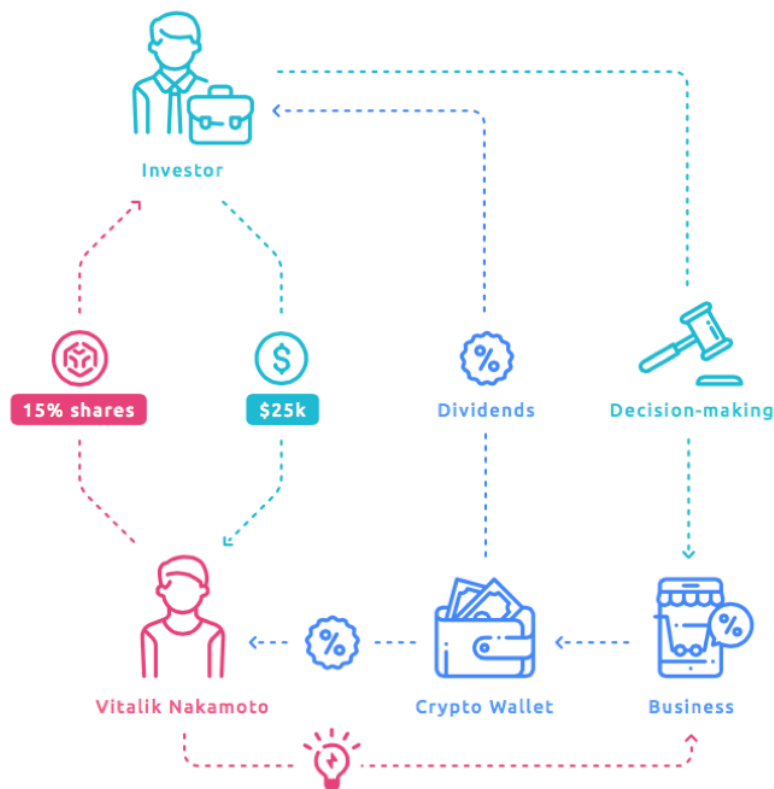 Investor
15% shares
$25k
Dividends
Decision-making
Vitalik Nakamoto
Crypto Wallet
Business